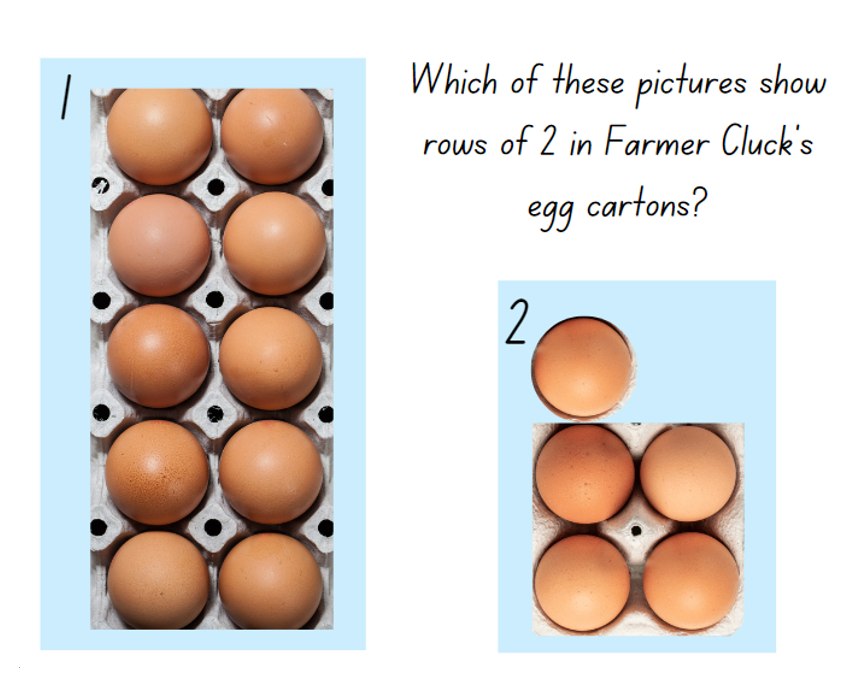 1
Which of these pictures show
rows of 2 in Farmer Cluck's
egg cartons?
2